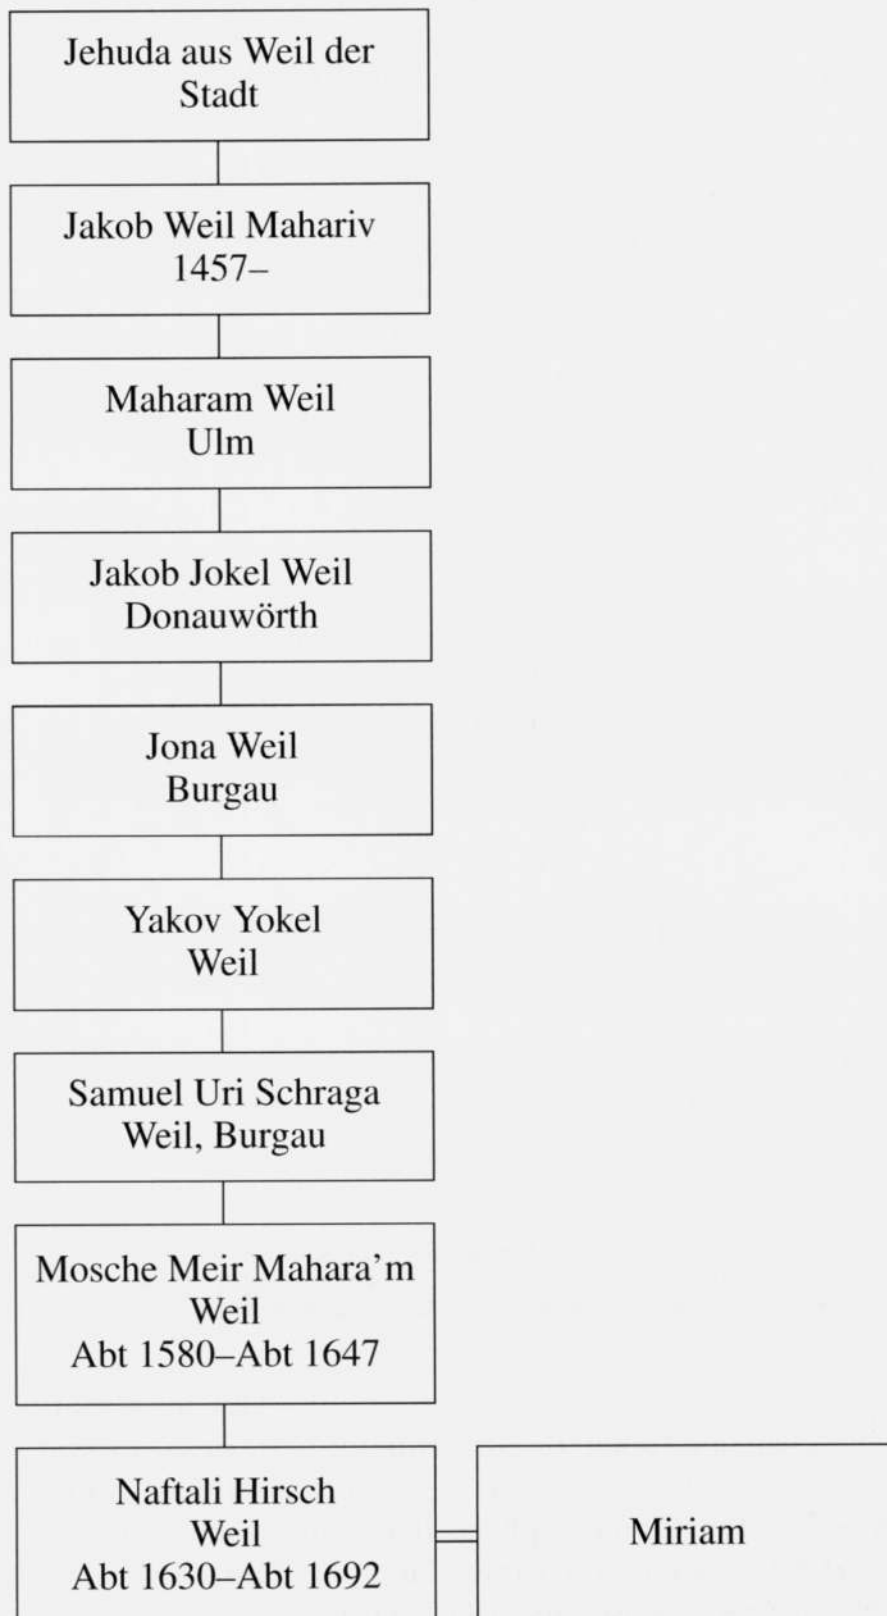 Jehuda aus Weil der
Stadt
Jakob Weil Mahariv
1457–
Maharam Weil
Ulm
Jakob Jokel Weil
Donauwörth
Jona Weil
Burgau
Yakov Yokel
Weil
Samuel Uri Schraga
Weil, Burgau
Mosche Meir Mahara’m
Weil
Abt 1580–Abt 1647
Naftali Hirsch
Weil
Abt 1630–Abt 1692
Miriam